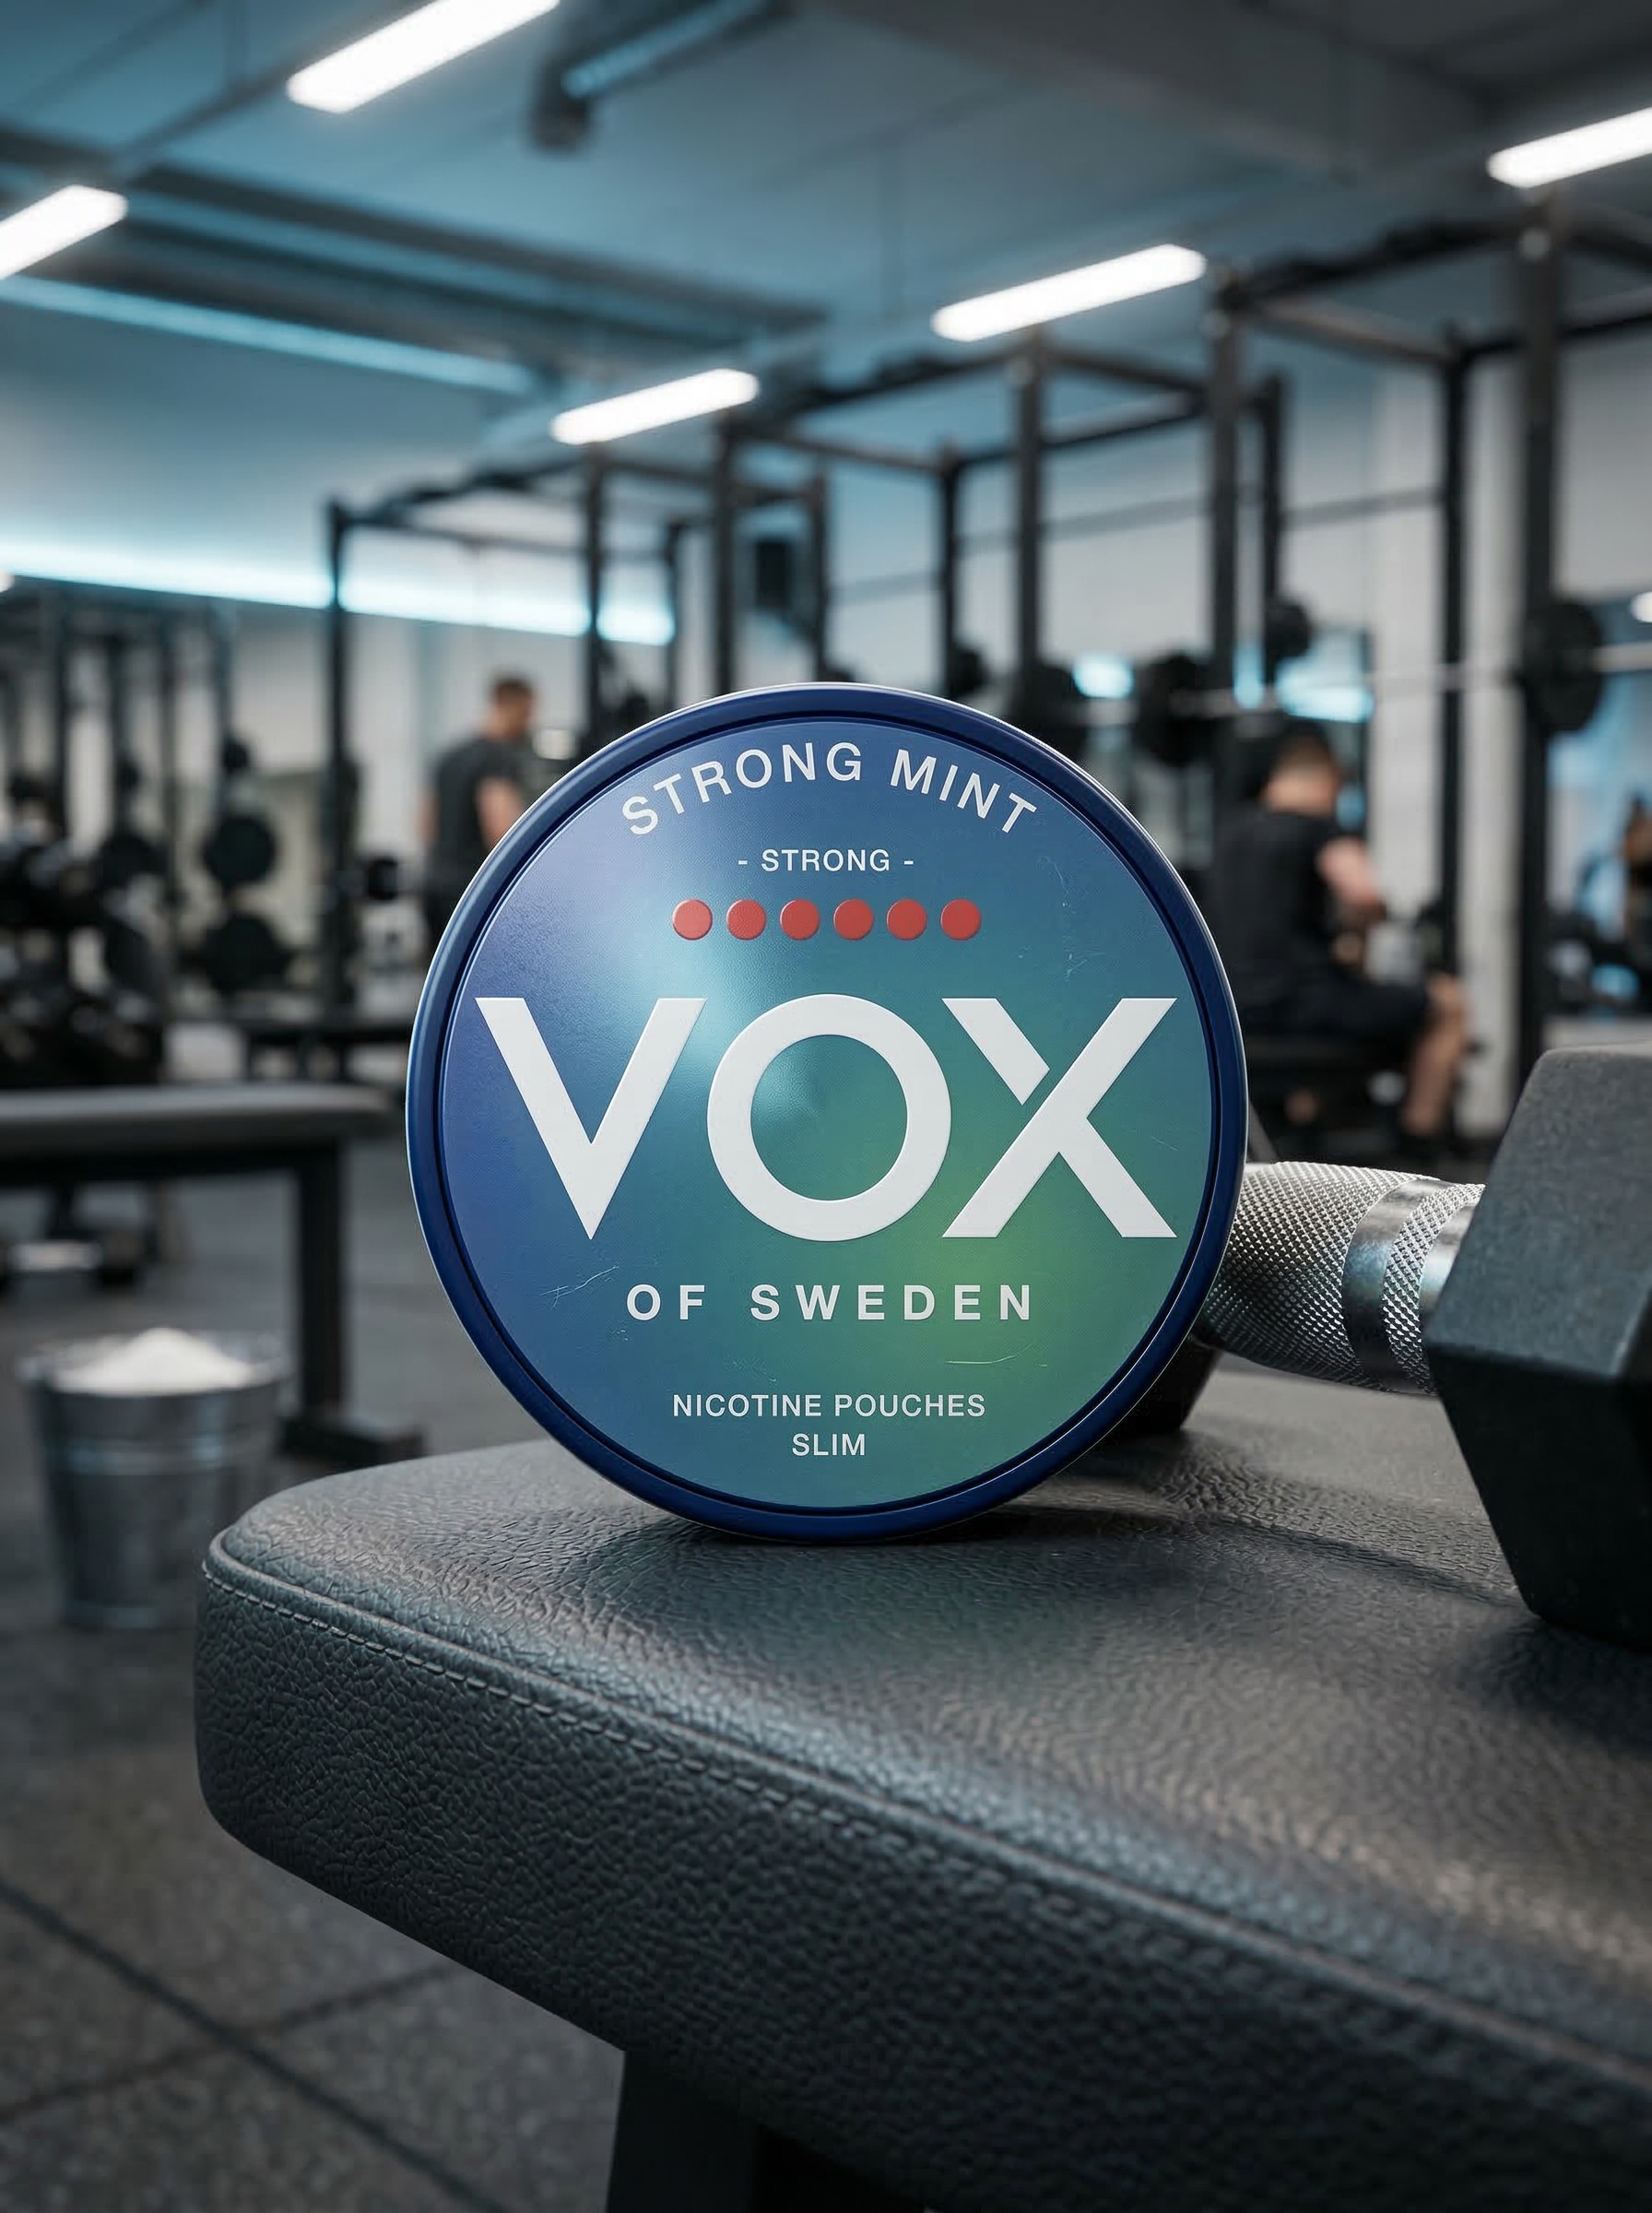 STRONG MINT
- STRONG -
VOX
OF SWEDEN
NICOTINE POUCHES
SLIM